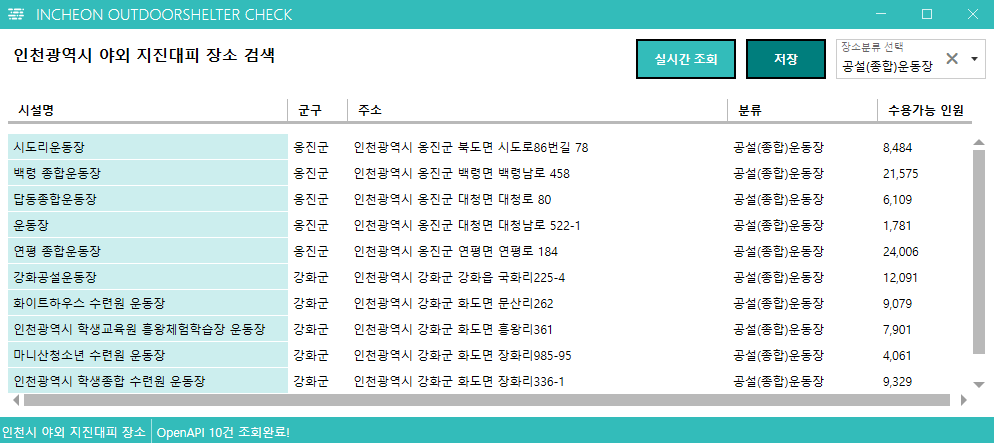 INCHEON OUTDOORSHELTER CHECK
인천광역시 야외 지진대피 장소 검색
실시간 조회
저장
장소분류 선택
공설(종합)운동장
시설명 군구 주소 분류 수용가능 인원
시도리운동장 옹진군 인천광역시 옹진군 북도면 시도로86번길 78 공설(종합)운동장 8,484
백령 종합운동장 옹진군 인천광역시 옹진군 백령면 백령남로 458 공설(종합)운동장 21,575
답동종합운동장 옹진군 인천광역시 옹진군 대청면 대청로 80 공설(종합)운동장 6,109
운동장 옹진군 인천광역시 옹진군 대청면 대청남로 522-1 공설(종합)운동장 1,781
연평 종합운동장 옹진군 인천광역시 옹진군 연평면 연평로 184 공설(종합)운동장 24,006
강화공설운동장 강화군 인천광역시 강화군 강화읍 국화리225-4 공설(종합)운동장 12,091
화이트하우스 수련원 운동장 강화군 인천광역시 강화군 화도면 문산리262 공설(종합)운동장 9,079
인천광역시 학생교육원 흥왕체험학습장 운동장 강화군 인천광역시 강화군 화도면 흥왕리361 공설(종합)운동장 7,901
마니산청소년 수련원 운동장 강화군 인천광역시 강화군 화도면 장화리985-95 공설(종합)운동장 4,061
인천광역시 학생종합 수련원 운동장 강화군 인천광역시 강화군 화도면 장화리336-1 공설(종합)운동장 9,329
인천시 야외 지진대피 장소 OpenAPI 10건 조회완료!